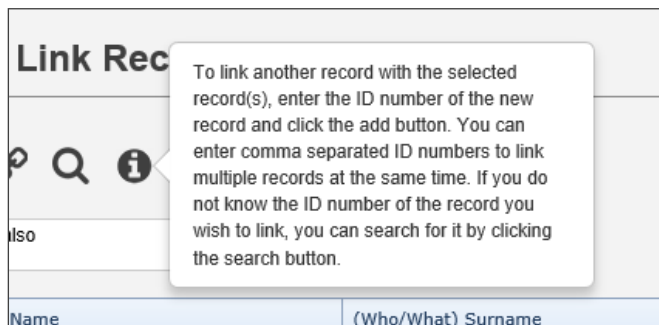 Link Rec
To link another record with the selected
record(s), enter the ID number of the new
record and click the add button. You can
enter comma separated ID numbers to link
multiple records at the same time. If you do
not know the ID number of the record you
wish to link, you can search for it by clicking
the search button.
also
Name
(Who/What) Surname